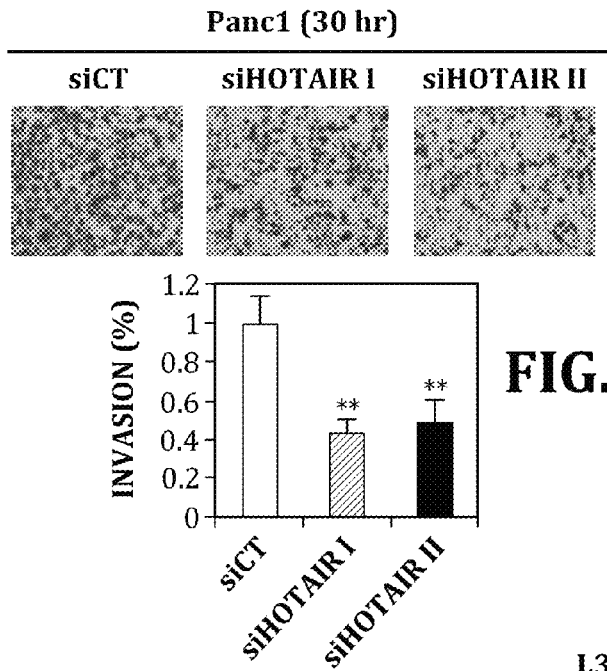 Panc1 (30 hr)
siCT siHOTAIR I siHOTAIR II
1.2
1
0.8
0.6
0.4
0.2
0
INVASION (%)
**
**
siCT
siHOTAIR I
siHOTAIR II
FIG.
L3